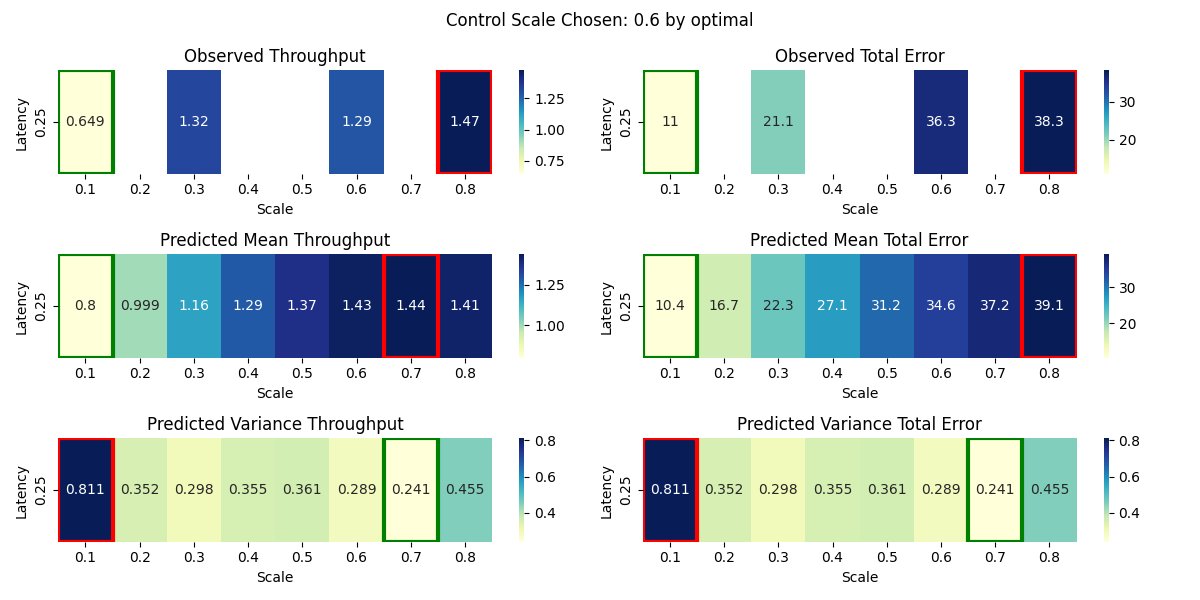 Control Scale Chosen: 0.6 by optimal
Observed Throughput
Latency
0.25
0.649 1.32 1.29 1.47
0.1 0.2 0.3 0.4 0.5 0.6 0.7 0.8
Scale
1.25
1.00
0.75
Observed Total Error
Latency
0.25
11 21.1 36.3 38.3
0.1 0.2 0.3 0.4 0.5 0.6 0.7 0.8
Scale
30
20
Predicted Mean Throughput
Latency
0.25
0.8 0.999 1.16 1.29 1.37 1.43 1.44 1.41
0.1 0.2 0.3 0.4 0.5 0.6 0.7 0.8
Scale
1.25
1.00
Predicted Mean Total Error
Latency
0.25
10.4 16.7 22.3 27.1 31.2 34.6 37.2 39.1
0.1 0.2 0.3 0.4 0.5 0.6 0.7 0.8
Scale
30
20
Predicted Variance Throughput
Latency
0.25
0.811 0.352 0.298 0.355 0.361 0.289 0.241 0.455
0.1 0.2 0.3 0.4 0.5 0.6 0.7 0.8
Scale
0.8
0.6
0.4
Predicted Variance Total Error
Latency
0.25
0.811 0.352 0.298 0.355 0.361 0.289 0.241 0.455
0.1 0.2 0.3 0.4 0.5 0.6 0.7 0.8
Scale
0.8
0.6
0.4